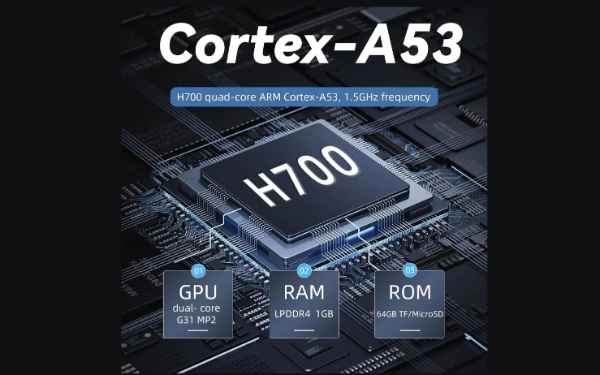 Cortex-A53
H700 quad-core ARM Cortex-A53, 1.5GHz frequency
H700
01
02
03
GPU
dual- core
G31 MP2
RAM
LPDDR4 1GB
ROM
64GB TF/MicroSD